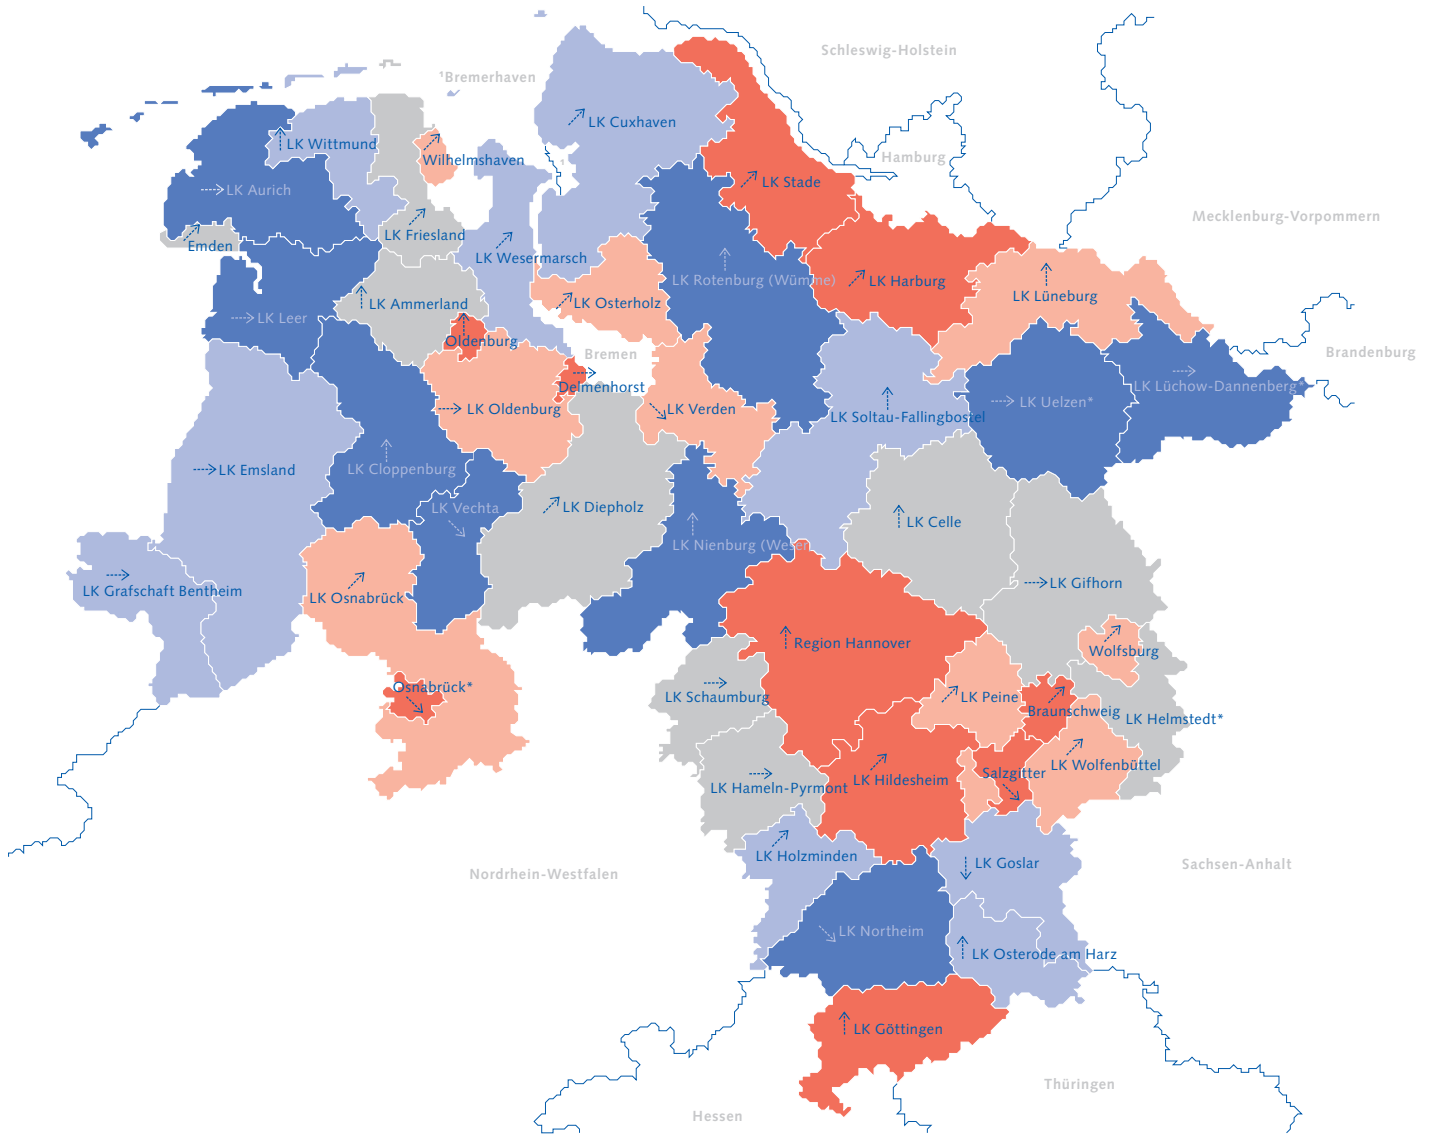 Schleswig-Holstein
¹Bremerhaven
LK Cuxhaven
LK Wittmund
Wilhelmshaven
¹
Hamburg
LK Stade
LK Aurich
Mecklenburg-Vorpommern
LK Friesland
Emden
LK Wesermarsch
LK Rotenburg (Wümme)
LK Harburg
LK Lüneburg
LK Ammerland
LK Osterholz
LK Leer
Oldenburg
Bremen
Brandenburg
Delmenhorst
LK Lüchow-Dannenberg*
LK Uelzen*
LK Oldenburg
LK Verden
LK Soltau-Fallingbostel
LK Emsland
LK Cloppenburg
LK Vechta
LK Diepholz
LK Celle
LK Nienburg (Weser)
LK Grafschaft Bentheim
LK Osnabrück
LK Gifhorn
Region Hannover
Wolfsburg
Osnabrück*
LK Schaumburg
LK Peine
Braunschweig
LK Helmstedt*
LK Wolfenbüttel
Salzgitter
LK Hildesheim
LK Hameln-Pyrmont
LK Holzminden
LK Goslar
Sachsen-Anhalt
Nordrhein-Westfalen
LK Northeim
LK Osterode am Harz
LK Göttingen
Thüringen
Hessen